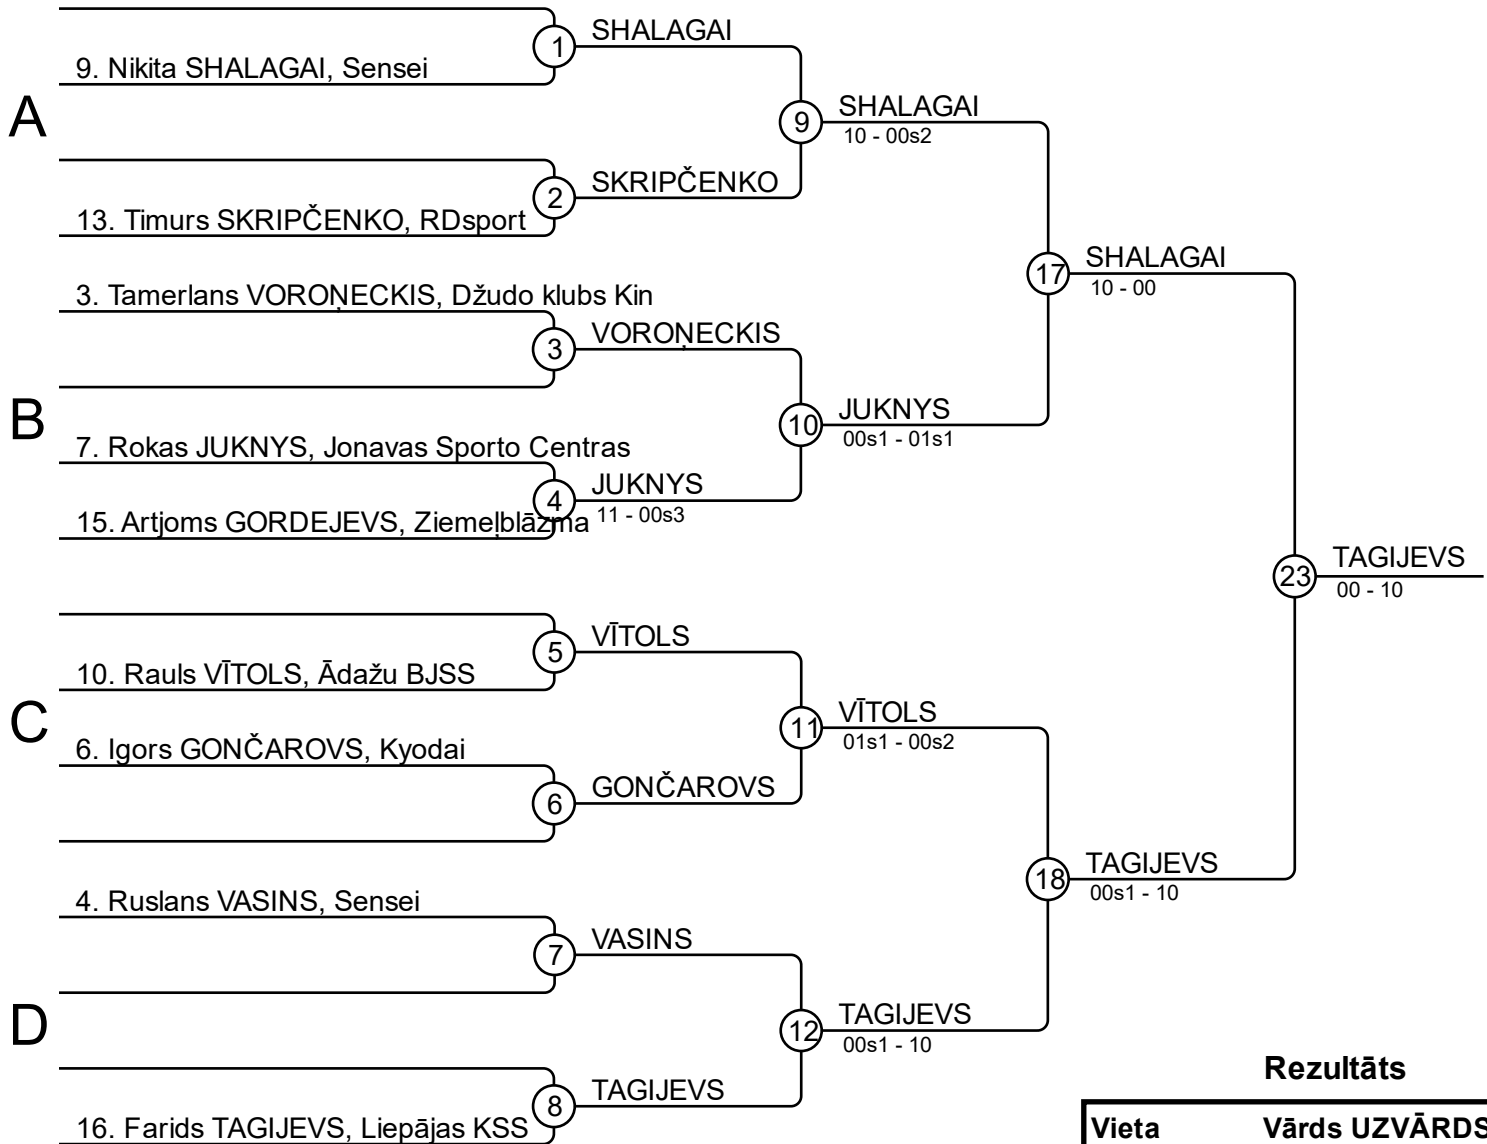 SHALAGAI
1
9. Nikita SHALAGAI, Sensei
A
SHALAGAI
9
10 - 00s2
SKRIPČENKO
2
13. Timurs SKRIPČENKO, RDsport
SHALAGAI
17
10 - 00
3. Tamerlans VOROŅECKIS, Džudo klubs Kin
VOROŅECKIS
3
B
JUKNYS
10
00s1 - 01s1
7. Rokas JUKNYS, Jonavas Sporto Centras
JUKNYS
4
11 - 00s3
15. Artjoms GORDEJEVS, Ziemeļblāzma
TAGIJEVS
23
00 - 10
VĪTOLS
5
10. Rauls VĪTOLS, Ādažu BJSS
C
VĪTOLS
11
01s1 - 00s2
6. Igors GONČAROVS, Kyodai
GONČAROVS
6
TAGIJEVS
18
00s1 - 10
4. Ruslans VASINS, Sensei
VASINS
7
D
TAGIJEVS
12
00s1 - 10
TAGIJEVS
8
16. Farids TAGIJEVS, Liepājas KSS
Rezultāts
Vieta Vārds UZVĀRDS